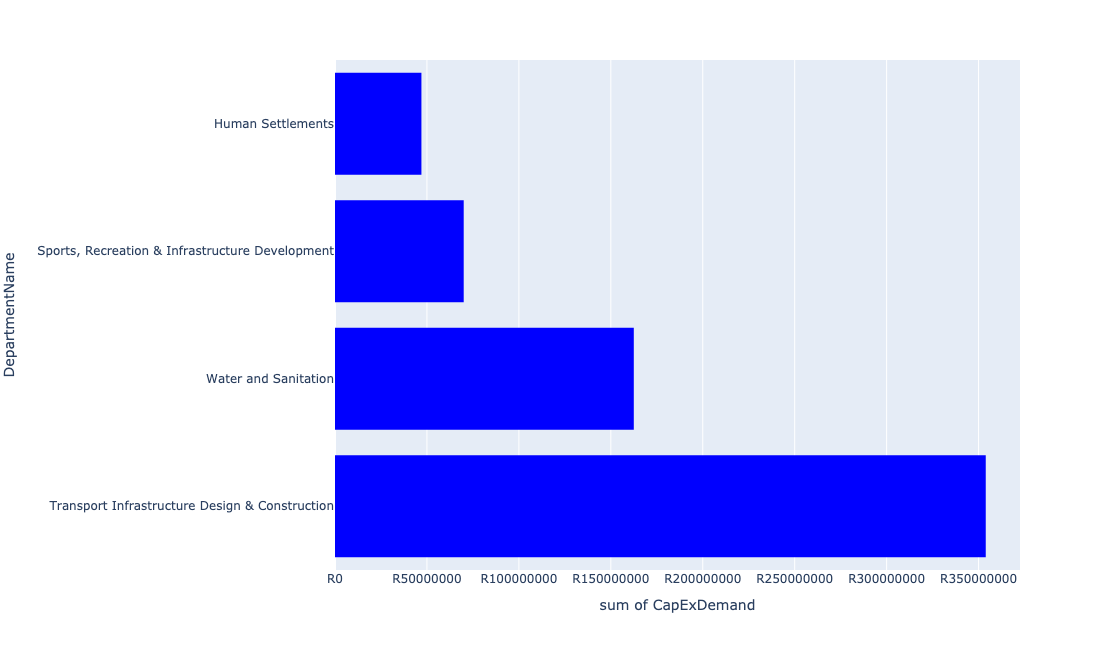 Human Settlements
Sports, Recreation & Infrastructure Development
DepartmentName
Water and Sanitation
Transport Infrastructure Design & Construction
R0 R50000000 R100000000 R150000000 R200000000 R250000000 R300000000 R350000000
sum of CapExDemand